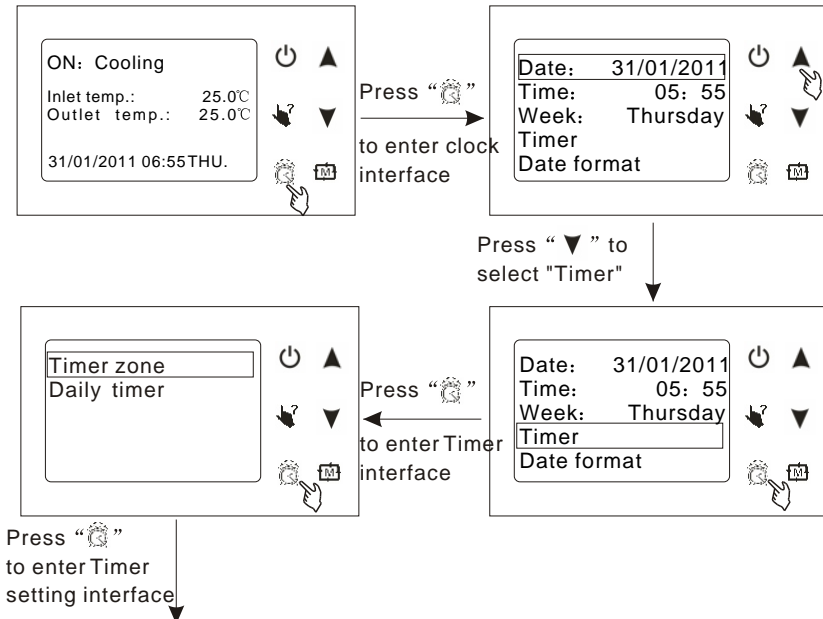 ON: Cooling
Inlet temp.: 25.0℃
Outlet temp.: 25.0℃
31/01/2011 06:55THU.
M
Press “ ”
to enter clock
interface
Date: 31/01/2011
Time: 05: 55
Week: Thursday
Timer
Date format
M
Press “▼” to
select "Timer"
Date: 31/01/2011
Time: 05: 55
Week: Thursday
Timer
Date format
M
Press “ ”
to enter Timer
interface
Timer zone
Daily timer
M
Press “ ”
to enter Timer
setting interface